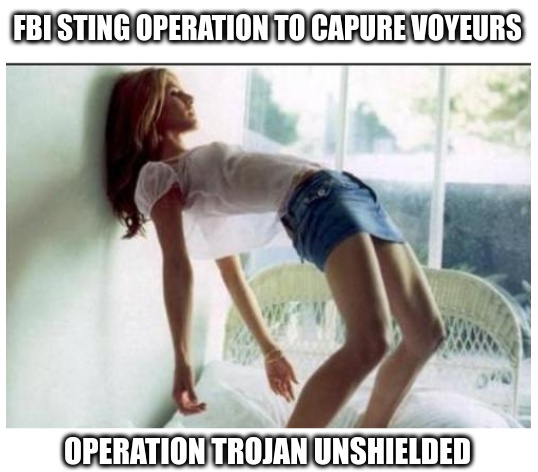 FBI STING OPERATION TO CAPURE VOYEURS
OPERATION TROJAN UNSHIELDED